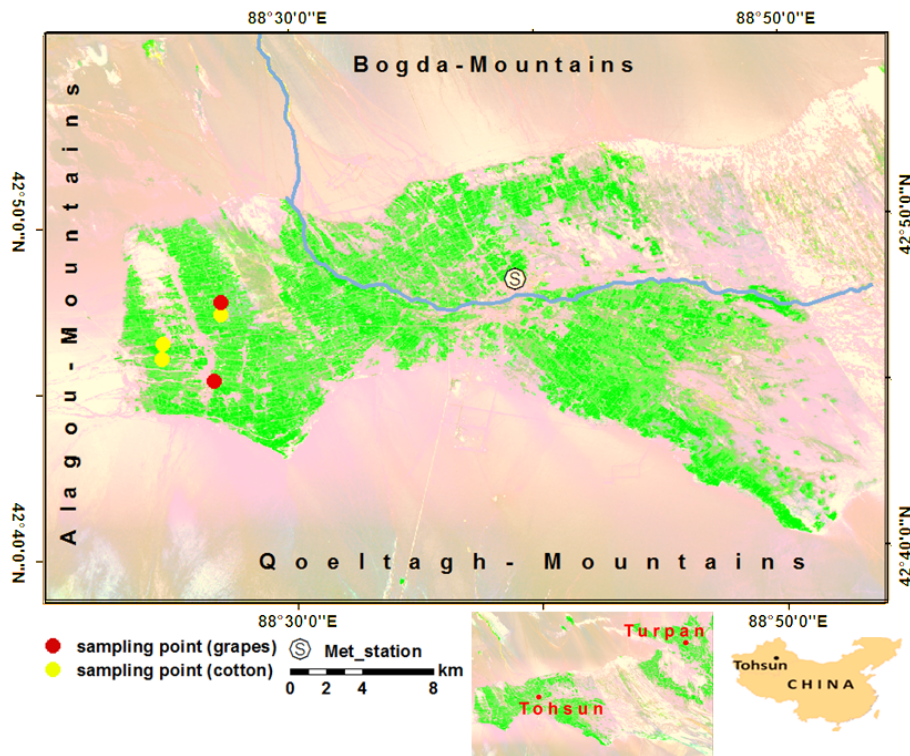 88°30'0"E
88°50'0"E
Bogda-Mountains
Alagou-Mountains
42°5'0"N
42°50'0"N
S
42°40'0"N
42°40'0"N
Qoeltagh-Mountains
88°30'0"E
88°50'0"E
sampling point (grapes)
S Met_station
sampling point (cotton)
km
0 2 4 8
Turpan
Tohsun
Tohsun
CHINA